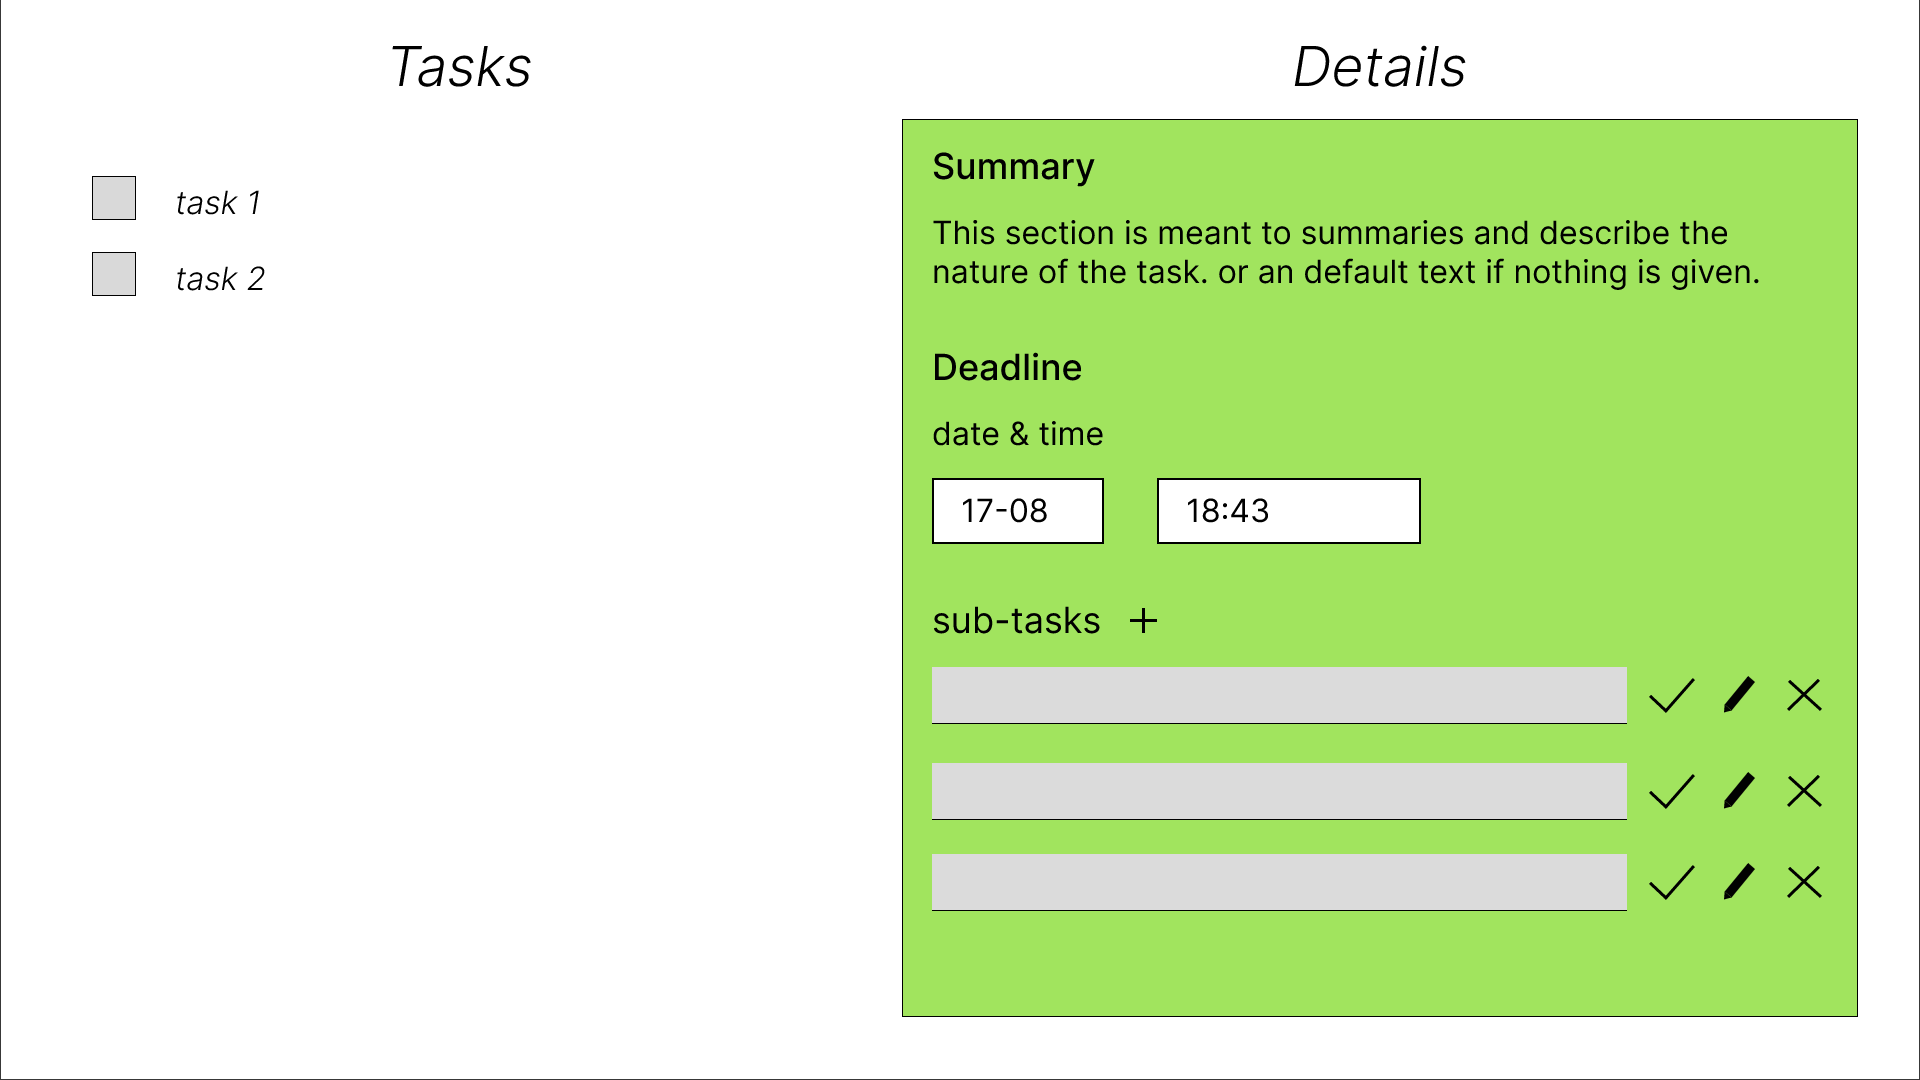 Tasks
task 1
task 2
Details
Summary
This section is meant to summaries and describe the
nature of the task. or an default text if nothing is given.
Deadline
date & time
17-08
18:43
sub-tasks +